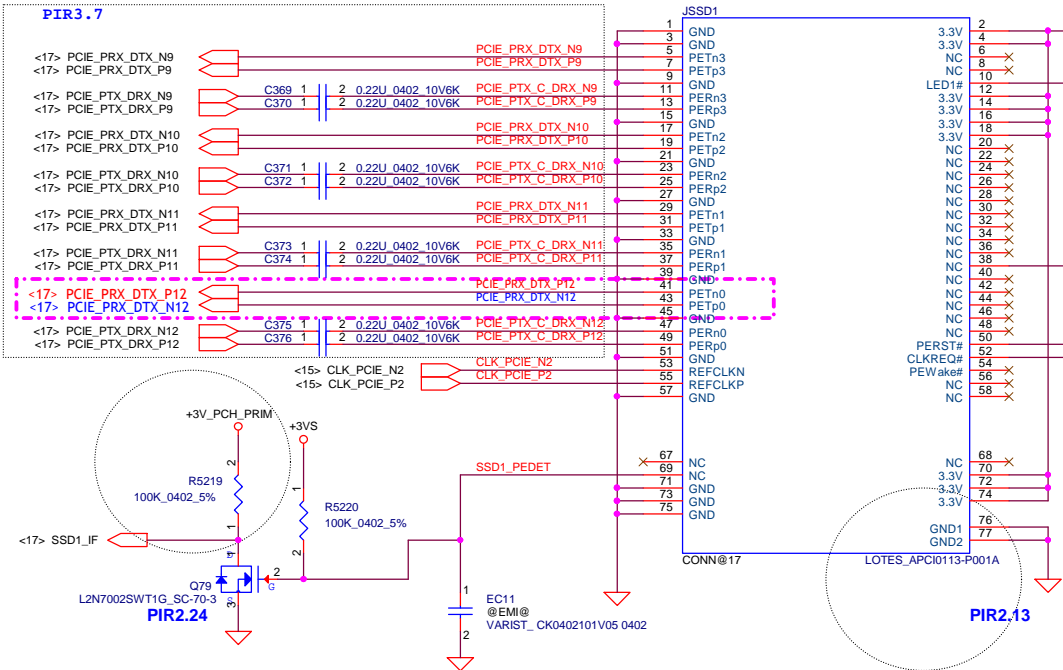 PIR3.7
JSSD1
<17> PCIE_PRX_DTX_N9 PCIE_PRX_DTX_N9
<17> PCIE_PRX_DTX_P9 PCIE_PRX_DTX_P9
<17> PCIE_PTX_DRX_N9 C369 1 2 0.22U_0402_10V6K PCIE_PTX_C_DRX_N9
<17> PCIE_PTX_DRX_P9 C370 1 2 0.22U_0402_10V6K PCIE_PTX_C_DRX_P9
<17> PCIE_PRX_DTX_N10 PCIE_PRX_DTX_N10
<17> PCIE_PRX_DTX_P10 PCIE_PRX_DTX_P10
<17> PCIE_PTX_DRX_N10 C371 1 2 0.22U_0402_10V6K PCIE_PTX_C_DRX_N10
<17> PCIE_PTX_DRX_P10 C372 1 2 0.22U_0402_10V6K PCIE_PTX_C_DRX_P10
<17> PCIE_PRX_DTX_N11 PCIE_PRX_DTX_N11
<17> PCIE_PRX_DTX_P11 PCIE_PRX_DTX_P11
<17> PCIE_PTX_DRX_N11 C373 1 2 0.22U_0402_10V6K PCIE_PTX_C_DRX_N11
<17> PCIE_PTX_DRX_P11 C374 1 2 0.22U_0402_10V6K PCIE_PTX_C_DRX_P11
<17> PCIE_PRX_DTX_P12 PCIE_PRX_DTX_P12
<17> PCIE_PRX_DTX_N12 PCIE_PRX_DTX_N12
<17> PCIE_PTX_DRX_N12 C375 1 2 0.22U_0402_10V6K PCIE_PTX_C_DRX_N12
<17> PCIE_PTX_DRX_P12 C376 1 2 0.22U_0402_10V6K PCIE_PTX_C_DRX_P12
<15> CLK_PCIE_N2 CLK_PCIE_N2
<15> CLK_PCIE_P2 CLK_PCIE_P2
1 GND
3 GND
5 PETn3
7 PETp3
9 GND
11 PERn3
13 PERp3
15 GND
17 PETn2
19 PETp2
21 GND
23 PERn2
25 PERp2
27 GND
29 PETn1
31 PETp1
33 GND
35 PERn1
37 PERp1
39 GND
41 PETn0
43 PETp0
45 GND
47 PERn0
49 PERp0
51 GND
53 REFCLKN
55 REFCLKP
57 GND
67 NC
69 NC
71 GND
73 GND
75 GND
3.3V 2
3.3V 4
NC 6
NC 8
LED1# 10
3.3V 12
3.3V 14
3.3V 16
3.3V 18
NC 20
NC 22
NC 24
NC 26
NC 28
NC 30
NC 32
NC 34
NC 36
NC 38
NC 40
NC 42
NC 44
NC 46
NC 48
PERST# 50
CLKREQ# 52
PEWake# 54
NC 56
NC 58
NC 68
3.3V 70
3.3V 72
3.3V 74
GND1 76
GND2 77
CONN@17
LOTES_APCI0113-P001A
PIR2.13
SSD1_PEDET
+3V_PCH_PRIM
+3VS
2
R5219
100K_0402_5%
1
1
R5220
100K_0402_5%
2
<17> SSD1_IF
D 1
2 G
S 3
Q79
L2N7002SWT1G_SC-70-3
PIR2.24
1
EC11
@EMI@
VARIST_ CK0402101V05 0402
2